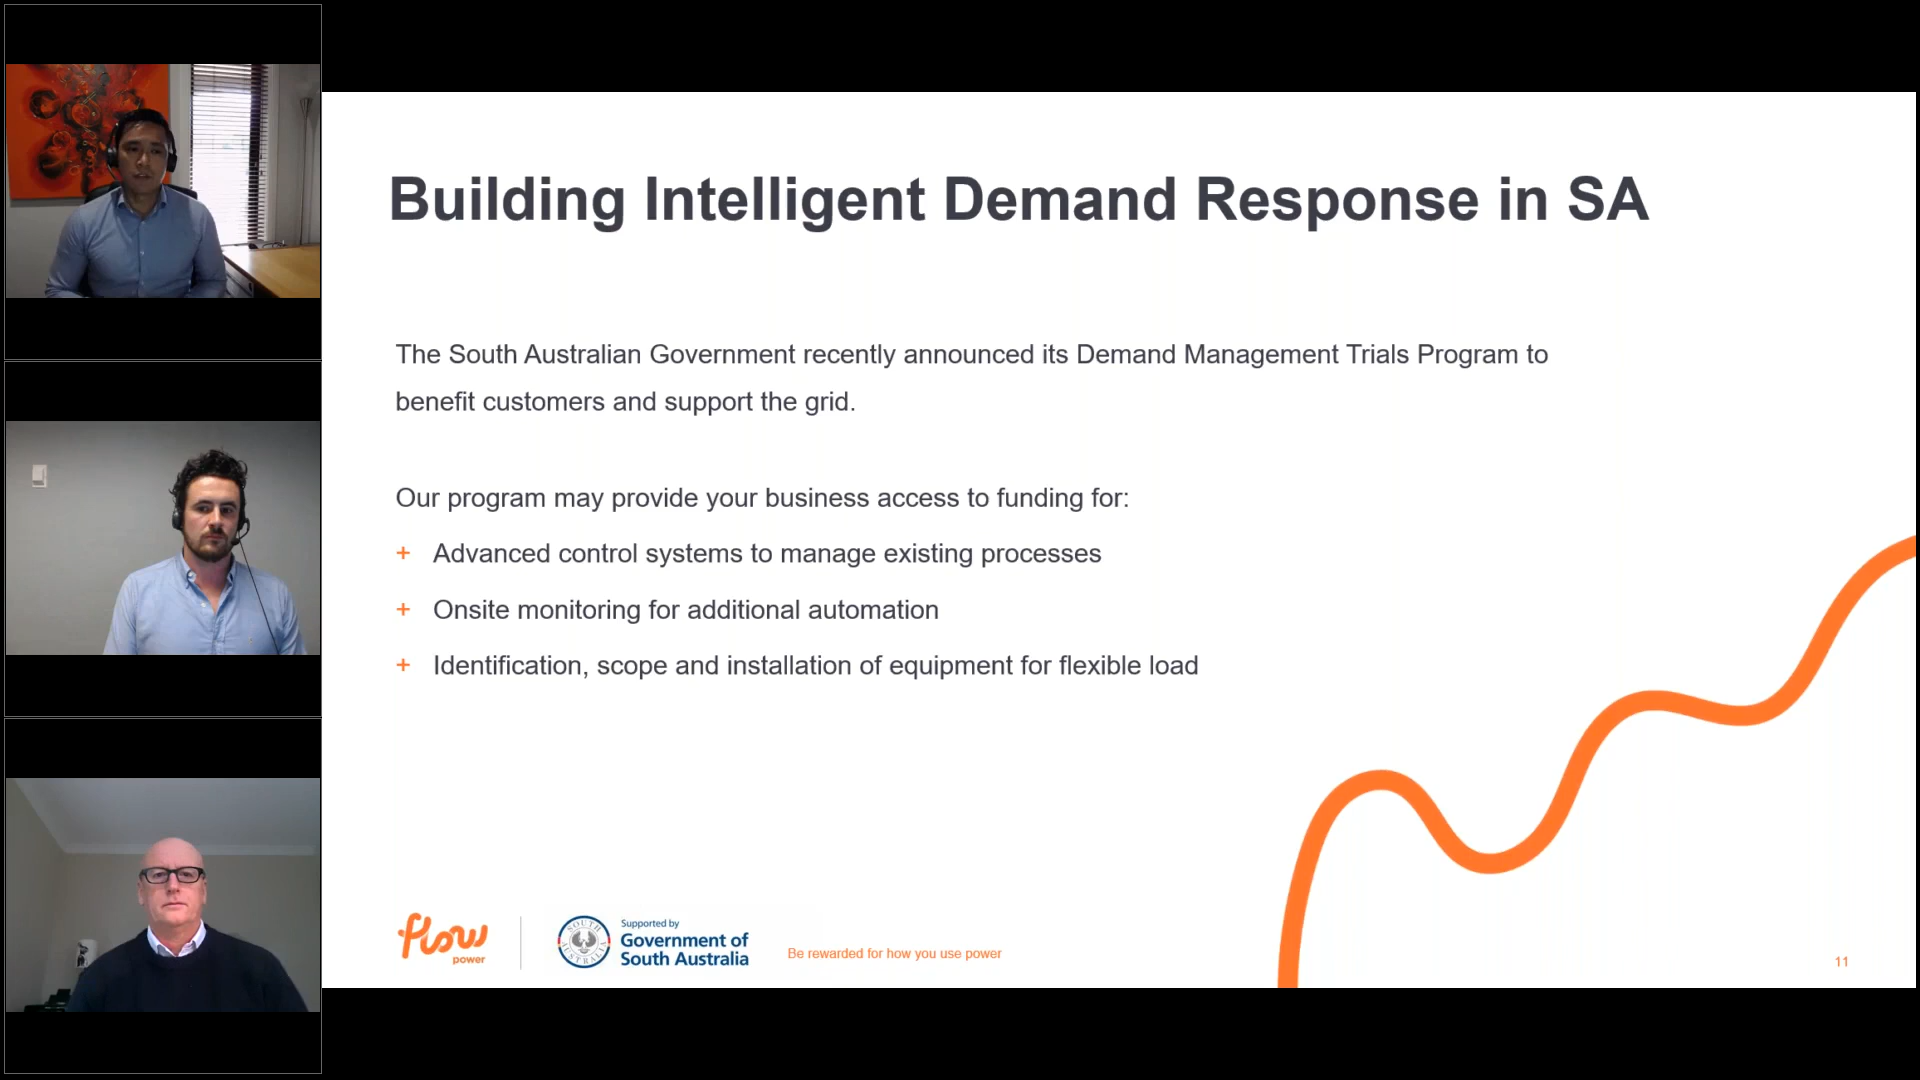 Building Intelligent Demand Response in SA
The South Australian Government recently announced its Demand Management Trials Program to
benefit customers and support the grid.
Our program may provide your business access to funding for:
+ Advanced control systems to manage existing processes
+ Onsite monitoring for additional automation
+ Identification, scope and installation of equipment for flexible load
flow
power
SOUTH AUSTRALIA
Supported by
Government of
South Australia
Be rewarded for how you use power
11